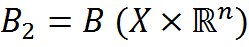 𝐵₂ = 𝐵 (𝑋 × ℝⁿ)